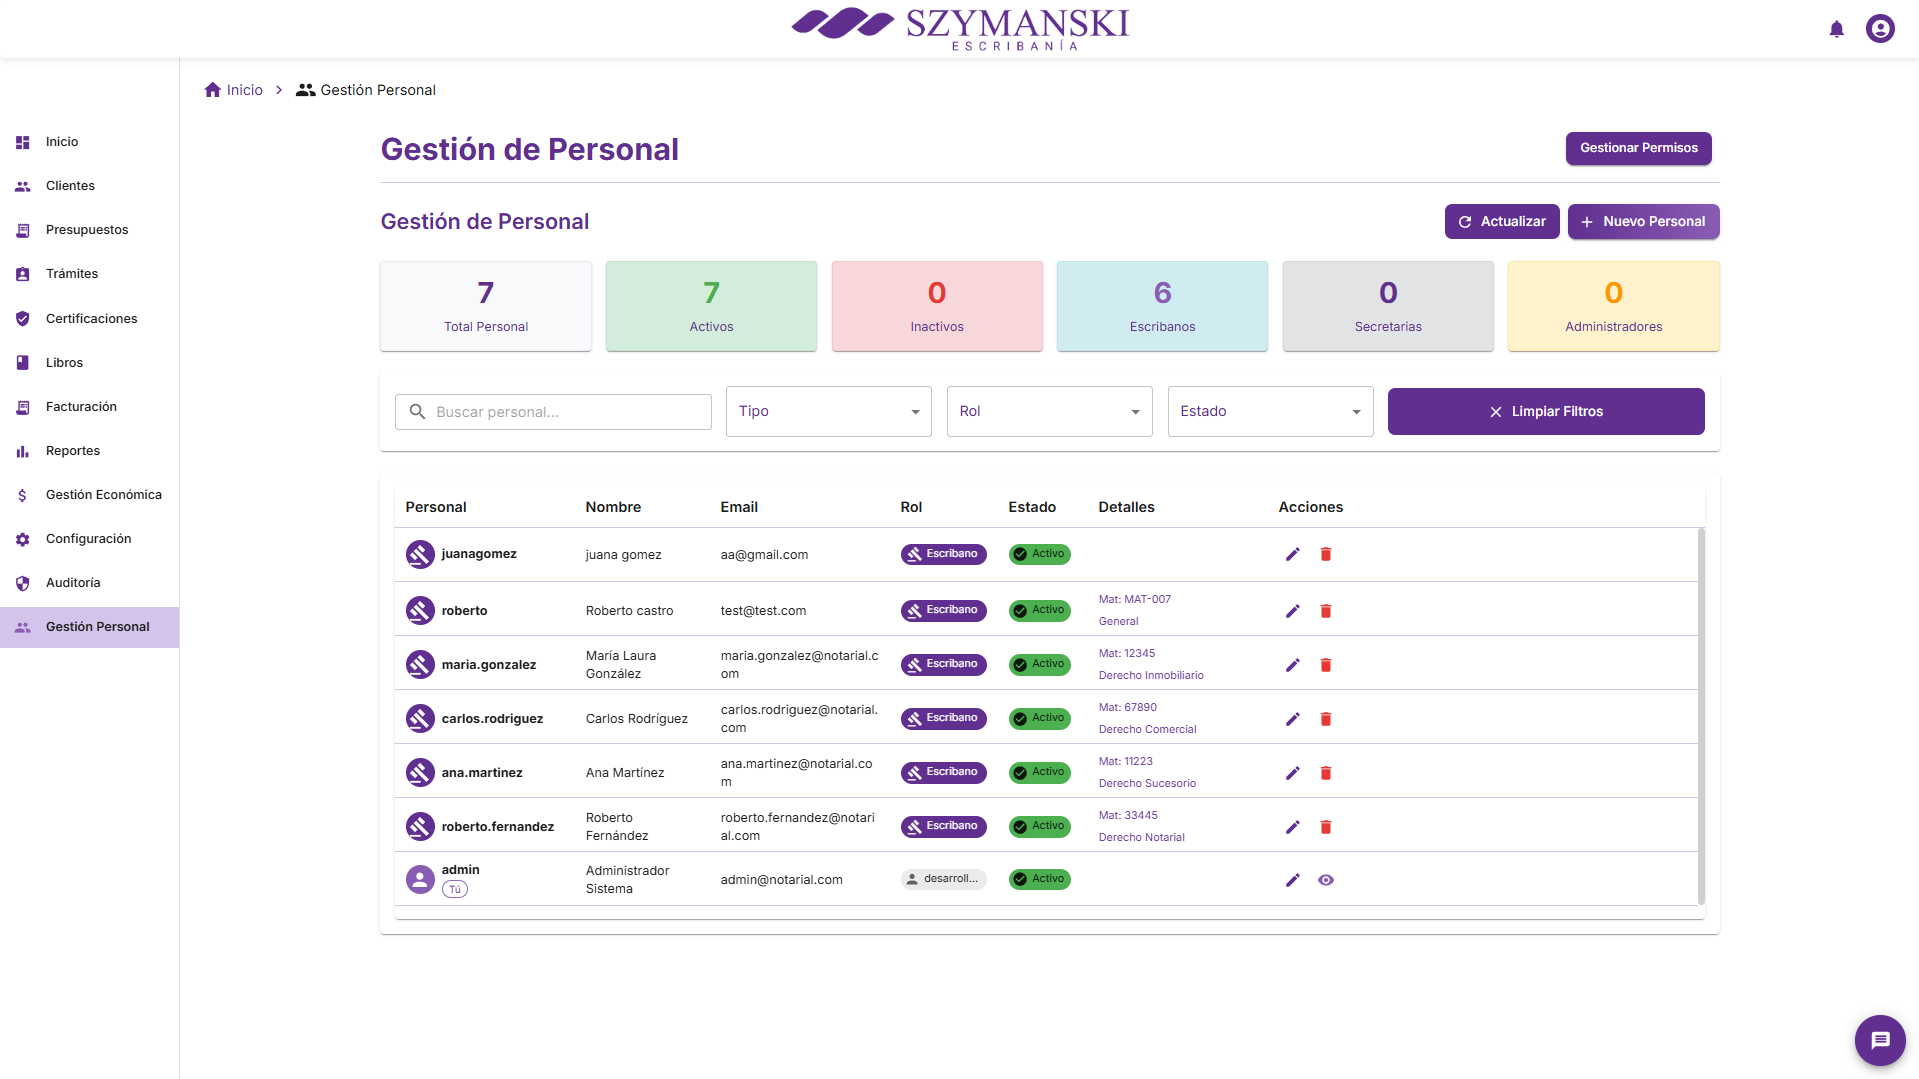 SZYMANSKI
ESCRIBANÍA
Inicio
Gestión Personal
Inicio
Clientes
Presupuestos
Trámites
Certificaciones
Libros
Facturación
Reportes
Gestión Económica
Configuración
Auditoría
Gestión Personal
Gestión de Personal
Gestionar Permisos
Gestión de Personal
Actualizar
Nuevo Personal
7
Total Personal
7
Activos
0
Inactivos
6
Escribanos
0
Secretarias
0
Administradores
Buscar personal...
Tipo
Rol
Estado
Limpiar Filtros
Personal Nombre Email Rol Estado Detalles Acciones
juanagomez juana gomez aa@gmail.com Escribano Activo
roberto Roberto castro test@test.com Escribano Activo Mat: MAT-007
General
maria.gonzalez María Laura maria.gonzalez@notarial.c Escribano Activo Mat: 12345
González om Derecho Inmobiliario
carlos.rodriguez Carlos Rodríguez carlos.rodriguez@notarial. Escribano Activo Mat: 67890
com Derecho Comercial
ana.martinez Ana Martínez ana.martinez@notarial.co Escribano Activo Mat: 11223
m Derecho Sucesorio
roberto.fernandez Roberto roberto.fernandez@notari Escribano Activo Mat: 33445
Fernández al.com Derecho Notarial
admin Administrador admin@notarial.com desarroll... Activo
Tú Sistema